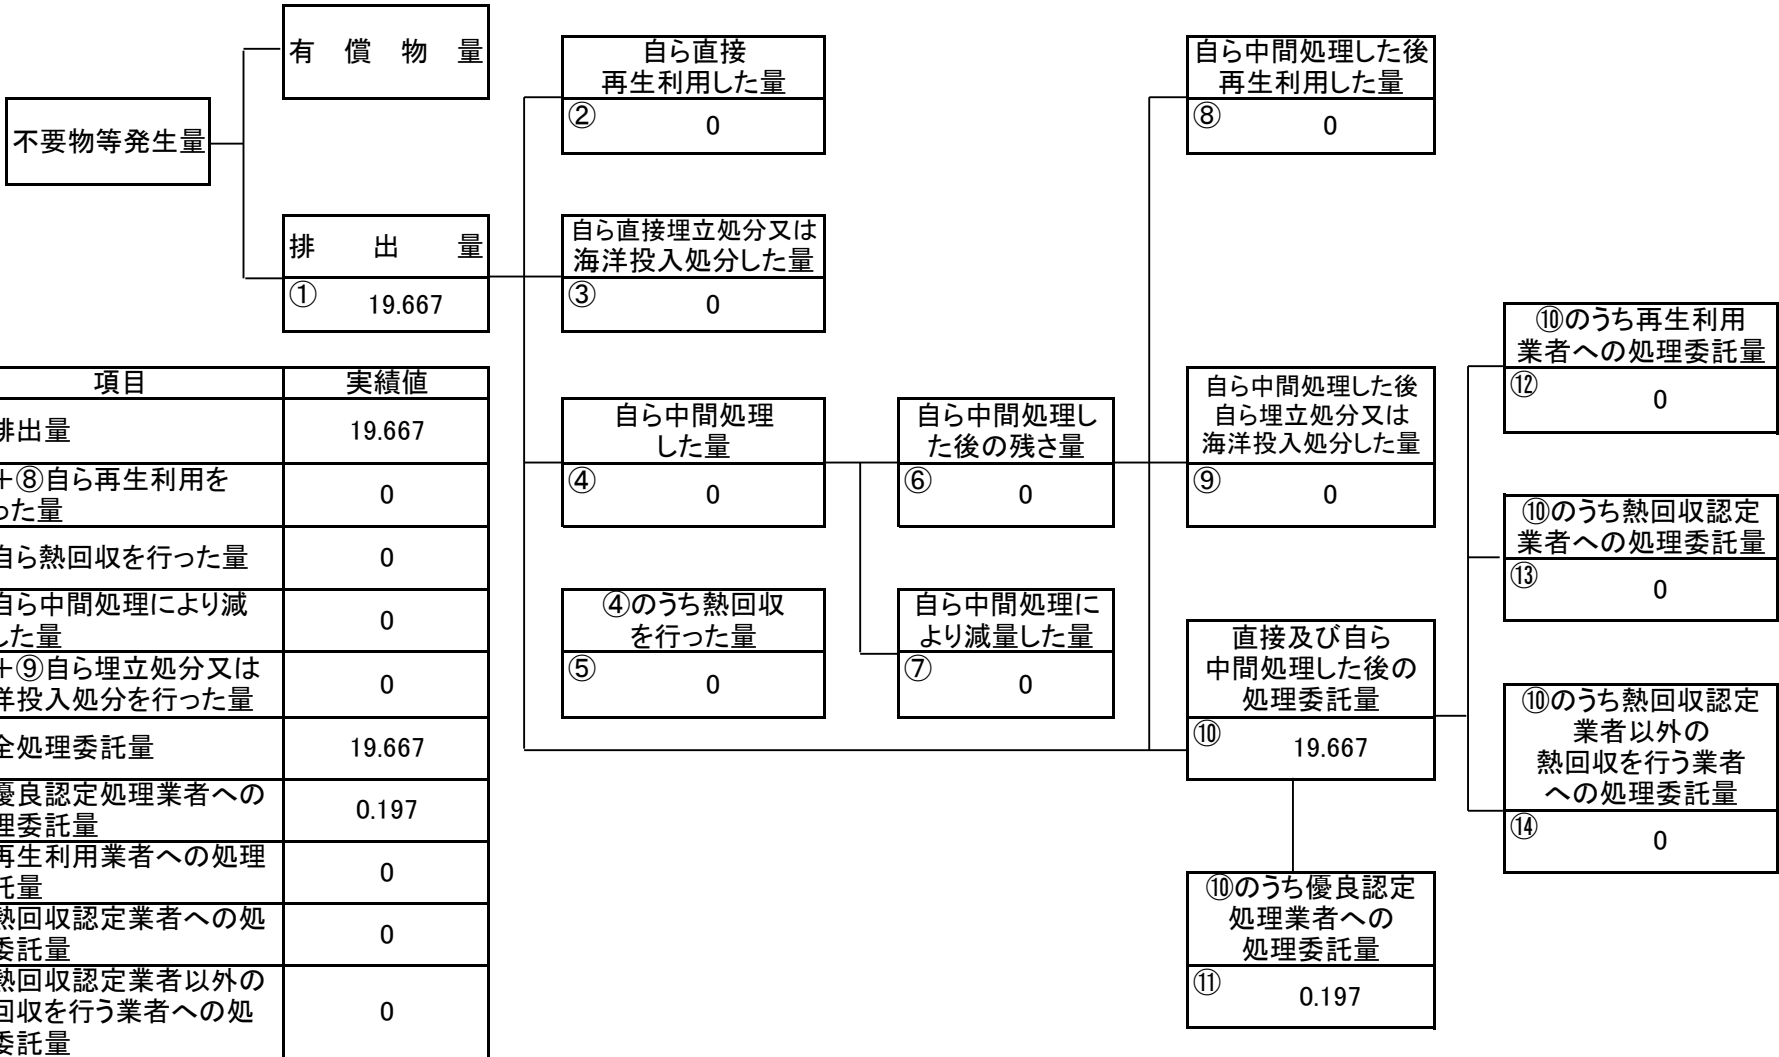 有 償 物 量
不要物等発生量
排 出 量
① 19.667
自ら直接
再生利用した量
② 0
自ら直接埋立処分又は
海洋投入処分した量
③ 0
自ら中間処理
した量
④ 0
④のうち熱回収
を行った量
⑤ 0
自ら中間処理し
た後の残さ量
⑥ 0
自ら中間処理に
より減量した量
⑦ 0
自ら中間処理した後
再生利用した量
⑧ 0
自ら中間処理した後
自ら埋立処分又は
海洋投入処分した量
⑨ 0
直接及び自ら
中間処理した後の
処理委託量
⑩ 19.667
⑩のうち優良認定
処理業者への
処理委託量
⑪ 0.197
⑩のうち再生利用
業者への処理委託量
⑫ 0
⑩のうち熱回収認定
業者への処理委託量
⑬ 0
⑩のうち熱回収認定
業者以外の
熱回収を行う業者
への処理委託量
⑭ 0
項目 実績値
排出量 19.667
+⑧自ら再生利用を
った量
0
自ら熱回収を行った量 0
自ら中間処理により減
した量
0
+⑨自ら埋立処分又は
洋投入処分を行った量
0
全処理委託量 19.667
優良認定処理業者への
理委託量
0.197
再生利用業者への処理
託量
0
熱回収認定業者への処
委託量
0
熱回収認定業者以外の
回収を行う業者への処
委託量
0